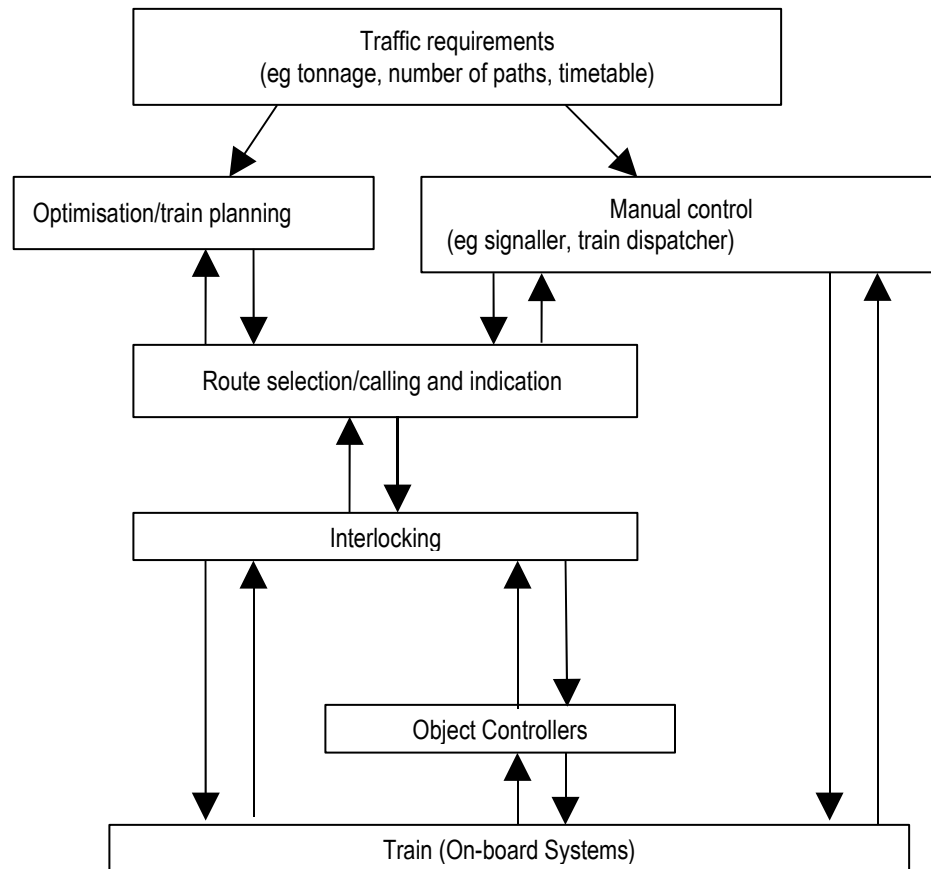 Traffic requirements
(eg tonnage, number of paths, timetable)
Optimisation/train planning
Manual control
(eg signaller, train dispatcher)
Route selection/calling and indication
Interlocking
Object Controllers
Train (On-board Systems)